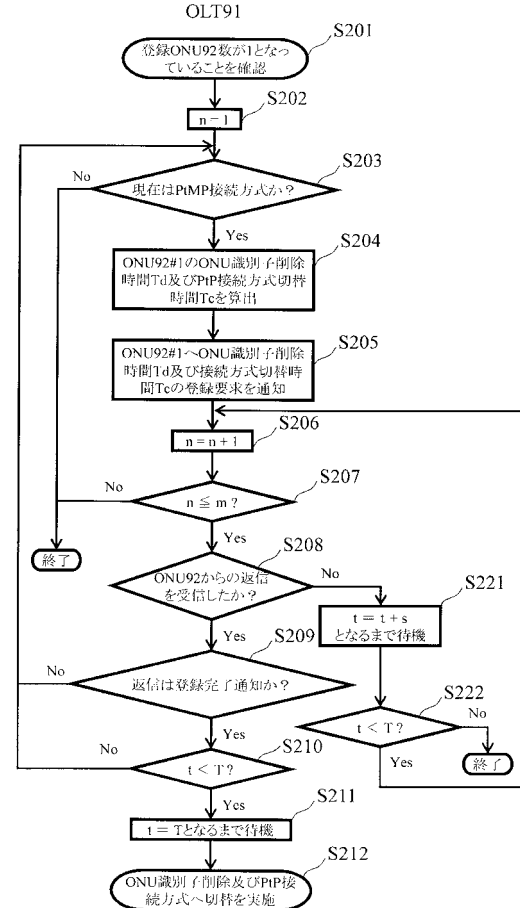 OLT91
S201
登録ONU92数が1となっ
ていることを確認
S202
n = 1
S203
現在はPtMP接続方式か？
No
Yes
S204
ONU92#1のONU識別子削除
時間Td及びPtP接続方式切替
時間Tcを算出
S205
ONU92#1へONU識別子削除
時間Td及び接続方式切替時
間Tcの登録要求を通知
S206
n = n + 1
S207
n ≦ m ?
No
Yes
終了
S208
ONU92からの返信
を受信したか？
No
Yes
S221
t = t + s
となるまで待機
S209
返信は登録完了通知か？
No
Yes
S222
t < T ?
No
Yes
終了
S210
t < T ?
No
Yes
S211
t = Tとなるまで待機
S212
ONU識別子削除及びPtP接
続方式へ切替を実施